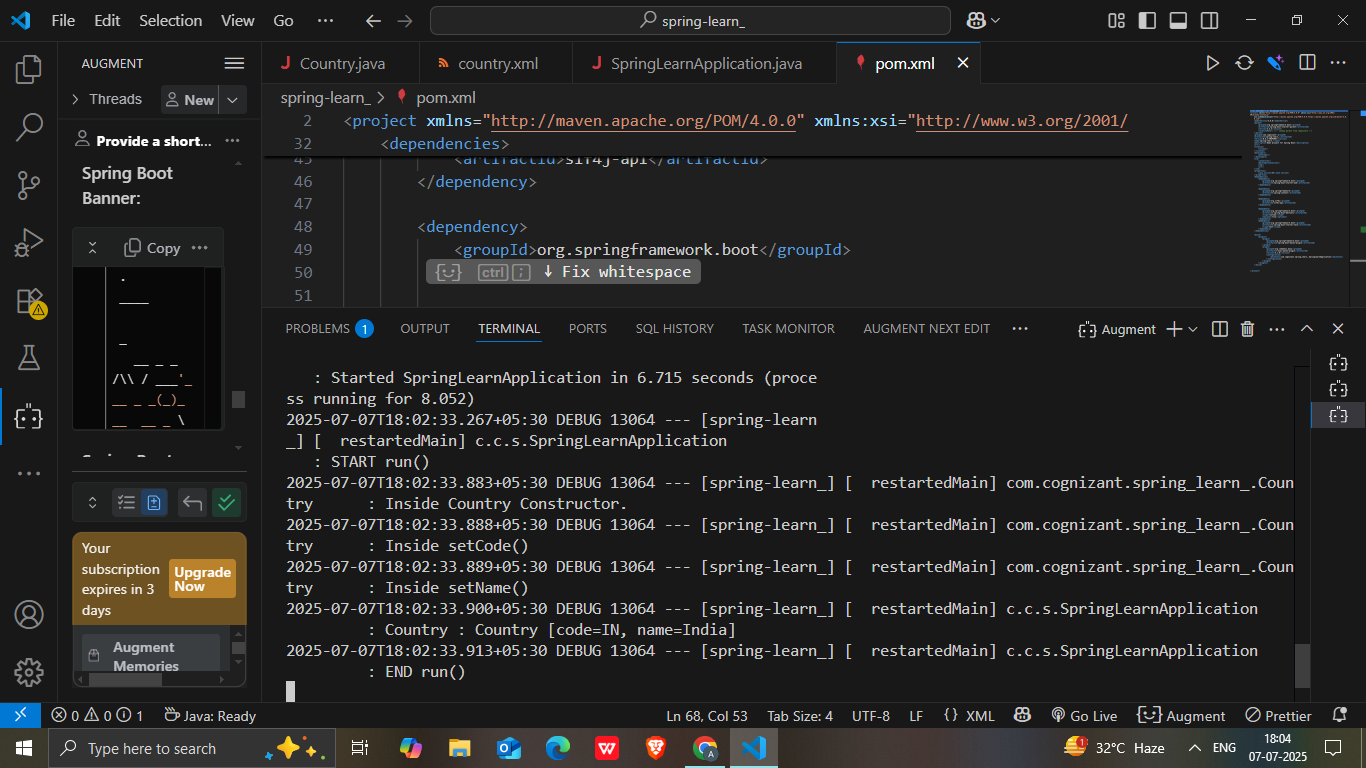 File Edit Selection View Go ··· spring-learn_
AUGMENT
Threads New
Provide a short... ···
Spring Boot
Banner:
Copy ···
.
____
_
__ _ _
/\\ / ___'_
__ _ _(_)_
__ __ _ \
Your
subscription
expires in 3
days
Upgrade
Now
Augment
Memories
Country.java country.xml SpringLearnApplication.java pom.xml
spring-learn_ > pom.xml
2 <project xmlns="http://maven.apache.org/POM/4.0.0" xmlns:xsi="http://www.w3.org/2001/
32 <dependencies>
45 <artifactId>slf4j-api</artifactId>
46 </dependency>
47
48 <dependency>
49 <groupId>org.springframework.boot</groupId>
50 ctrl ; ↓ Fix whitespace
51
PROBLEMS 1 OUTPUT TERMINAL PORTS SQL HISTORY TASK MONITOR AUGMENT NEXT EDIT ··· Augment
: Started SpringLearnApplication in 6.715 seconds (proce
ss running for 8.052)
2025-07-07T18:02:33.267+05:30 DEBUG 13064 --- [spring-learn
_] [  restartedMain] c.c.s.SpringLearnApplication
: START run()
2025-07-07T18:02:33.883+05:30 DEBUG 13064 --- [spring-learn_] [  restartedMain] com.cognizant.spring_learn_.Coun
try      : Inside Country Constructor.
2025-07-07T18:02:33.888+05:30 DEBUG 13064 --- [spring-learn_] [  restartedMain] com.cognizant.spring_learn_.Coun
try      : Inside setCode()
2025-07-07T18:02:33.889+05:30 DEBUG 13064 --- [spring-learn_] [  restartedMain] com.cognizant.spring_learn_.Coun
try      : Inside setName()
2025-07-07T18:02:33.900+05:30 DEBUG 13064 --- [spring-learn_] [  restartedMain] c.c.s.SpringLearnApplication
: Country : Country [code=IN, name=India]
2025-07-07T18:02:33.913+05:30 DEBUG 13064 --- [spring-learn_] [  restartedMain] c.c.s.SpringLearnApplication
: END run()
0 0 1 Java: Ready Ln 68, Col 53 Tab Size: 4 UTF-8 LF {} XML Go Live Augment Prettier
Type here to search 32°C Haze ENG 18:04
07-07-2025